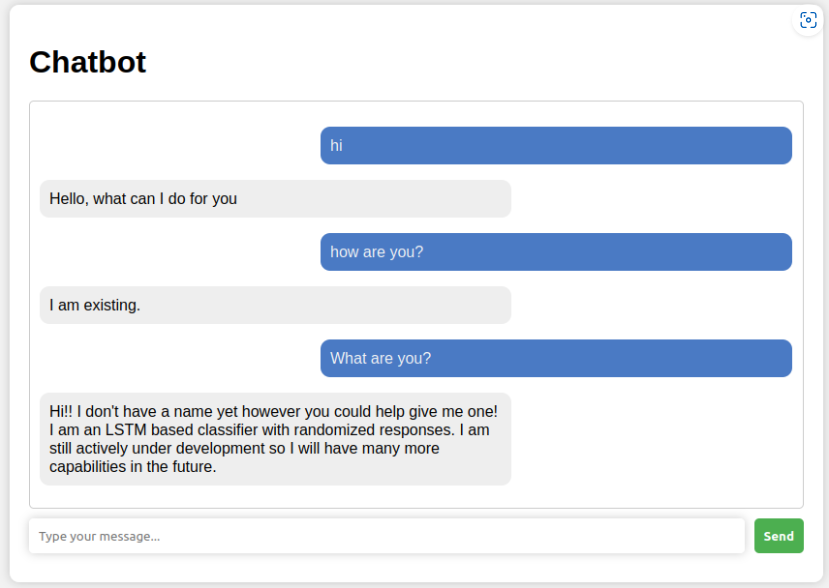 Chatbot
hi
Hello, what can I do for you
how are you?
I am existing.
What are you?
Hi!! I don't have a name yet however you could help give me one!
I am an LSTM based classifier with randomized responses. I am
still actively under development so I will have many more
capabilities in the future.
Type your message...
Send